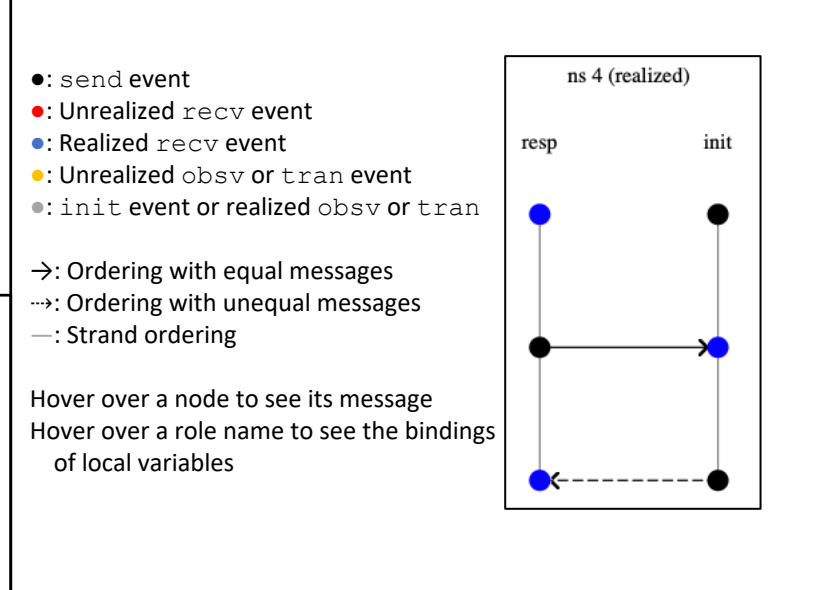 ●: send event
●: Unrealized recv event
●: Realized recv event
●: Unrealized obsv or tran event
●: init event or realized obsv or tran
→: Ordering with equal messages
⤏: Ordering with unequal messages
—: Strand ordering
Hover over a node to see its message
Hover over a role name to see the bindings
of local variables
ns 4 (realized)
resp init